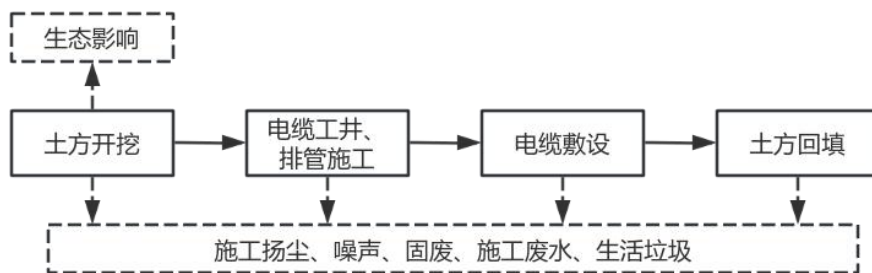 生态影响
土方开挖
电缆工井、
排管施工
电缆敷设
土方回填
施工扬尘、噪声、固废、施工废水、生活垃圾